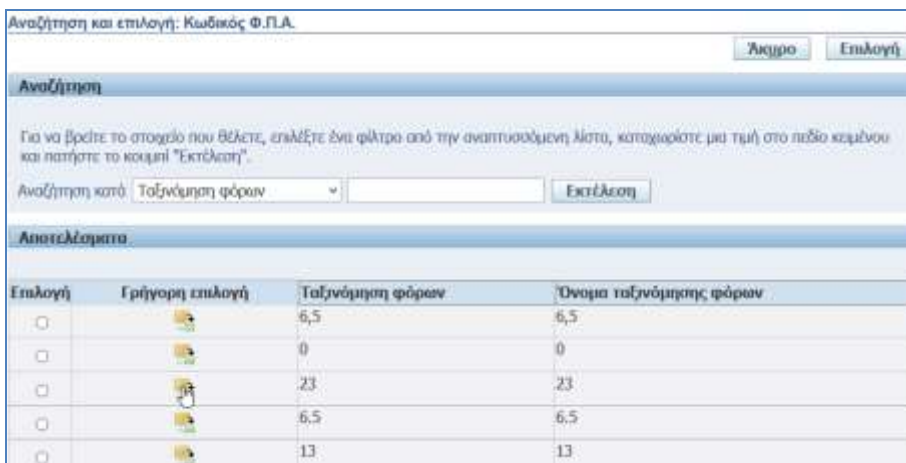 Αναζήτηση και επιλογή: Κωδικός Φ.Π.Α.
Άκυρο Επιλογή
Αναζήτηση
Για να βρείτε το στοιχείο που θέλετε, επιλέξτε ένα φίλτρο από την αναπτυσσόμενη λίστα, καταχωρίστε μια τιμή στο πεδίο κειμένου
και πατήστε το κουμπί "Εκτέλεση".
Αναζήτηση κατά Ταξινόμηση φόρων Εκτέλεση
Αποτελέσματα
Επιλογή Γρήγορη επιλογή Ταξινόμηση φόρων Όνομα ταξινόμησης φόρων
6,5 6,5
0 0
23 23
6.5 6.5
13 13